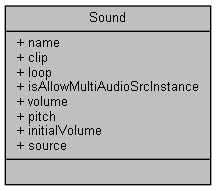 Sound
+ name
+ clip
+ loop
+ isAllowMultiAudioSrcInstance
+ volume
+ pitch
+ initialVolume
+ source